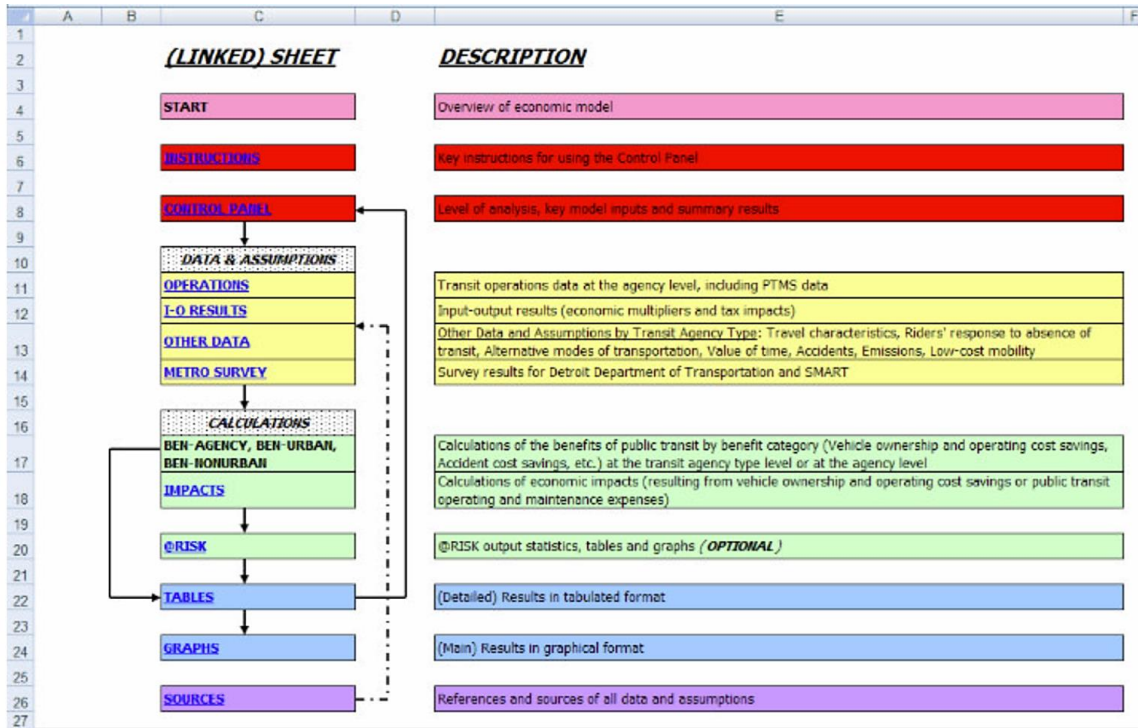 A B C D E F
1
2 (LINKED) SHEET DESCRIPTION
3
4 START Overview of economic model
5
6 INSTRUCTIONS Key instructions for using the Control Panel
7
8 CONTROL PANEL Level of analysis, key model inputs and summary results
9
10 DATA & ASSUMPTIONS
11 OPERATIONS Transit operations data at the agency level, including PTMS data
12 I-O RESULTS Input-output results (economic multipliers and tax impacts)
13 OTHER DATA Other Data and Assumptions by Transit Agency Type: Travel characteristics, Riders' response to absence of
transit, Alternative modes of transportation, Value of time, Accidents, Emissions, Low-cost mobility
14 METRO SURVEY Survey results for Detroit Department of Transportation and SMART
15
16 CALCULATIONS
17 BEN-AGENCY, BEN-URBAN, Calculations of the benefits of public transit by benefit category (Vehicle ownership and operating cost savings,
BEN-NONURBAN Accident cost savings, etc.) at the transit agency type level or at the agency level
18 IMPACTS Calculations of economic impacts (resulting from vehicle ownership and operating cost savings or public transit
operating and maintenance expenses)
19
20 @RISK @RISK output statistics, tables and graphs (OPTIONAL)
21
22 TABLES (Detailed) Results in tabulated format
23
24 GRAPHS (Main) Results in graphical format
25
26 SOURCES References and sources of all data and assumptions
27